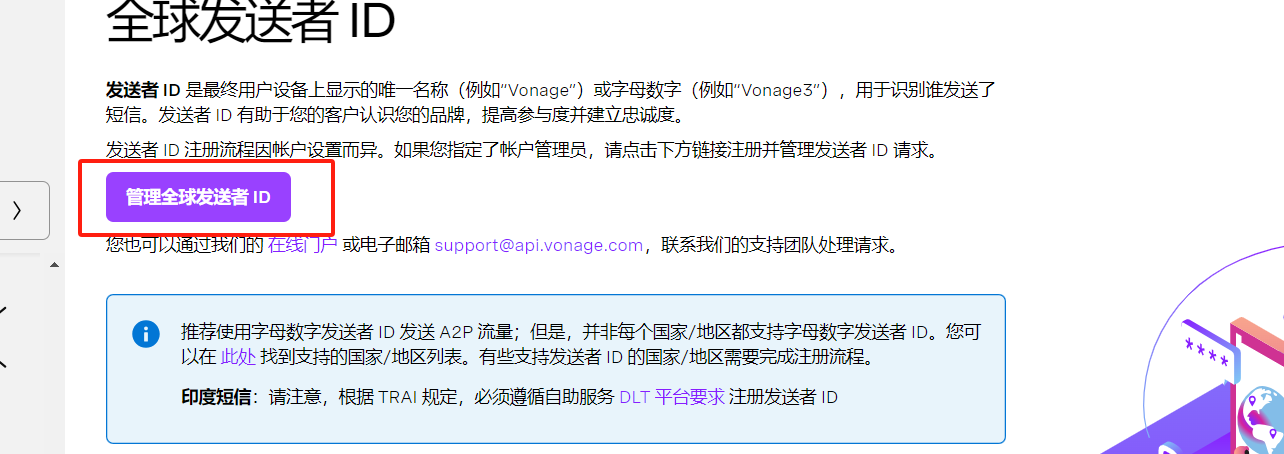 全球发送者 ID
发送者 ID 是最终用户设备上显示的唯一名称（例如“Vonage”）或字母数字（例如“Vonage3”），用于识别谁发送了
短信。发送者 ID 有助于您的客户认识您的品牌，提高参与度并建立忠诚度。
发送者 ID 注册流程因帐户设置而异。如果您指定了帐户管理员，请点击下方链接注册并管理发送者 ID 请求。
管理全球发送者 ID
您也可以通过我们的 在线门户 或电子邮箱 support@api.vonage.com，联系我们的支持团队处理请求。
推荐使用字母数字发送者 ID 发送 A2P 流量；但是，并非每个国家/地区都支持字母数字发送者 ID。您可
以在 此处 找到支持的国家/地区列表。有些支持发送者 ID 的国家/地区需要完成注册流程。
印度短信：请注意，根据 TRAI 规定，必须遵循自助服务 DLT 平台要求 注册发送者 ID
****